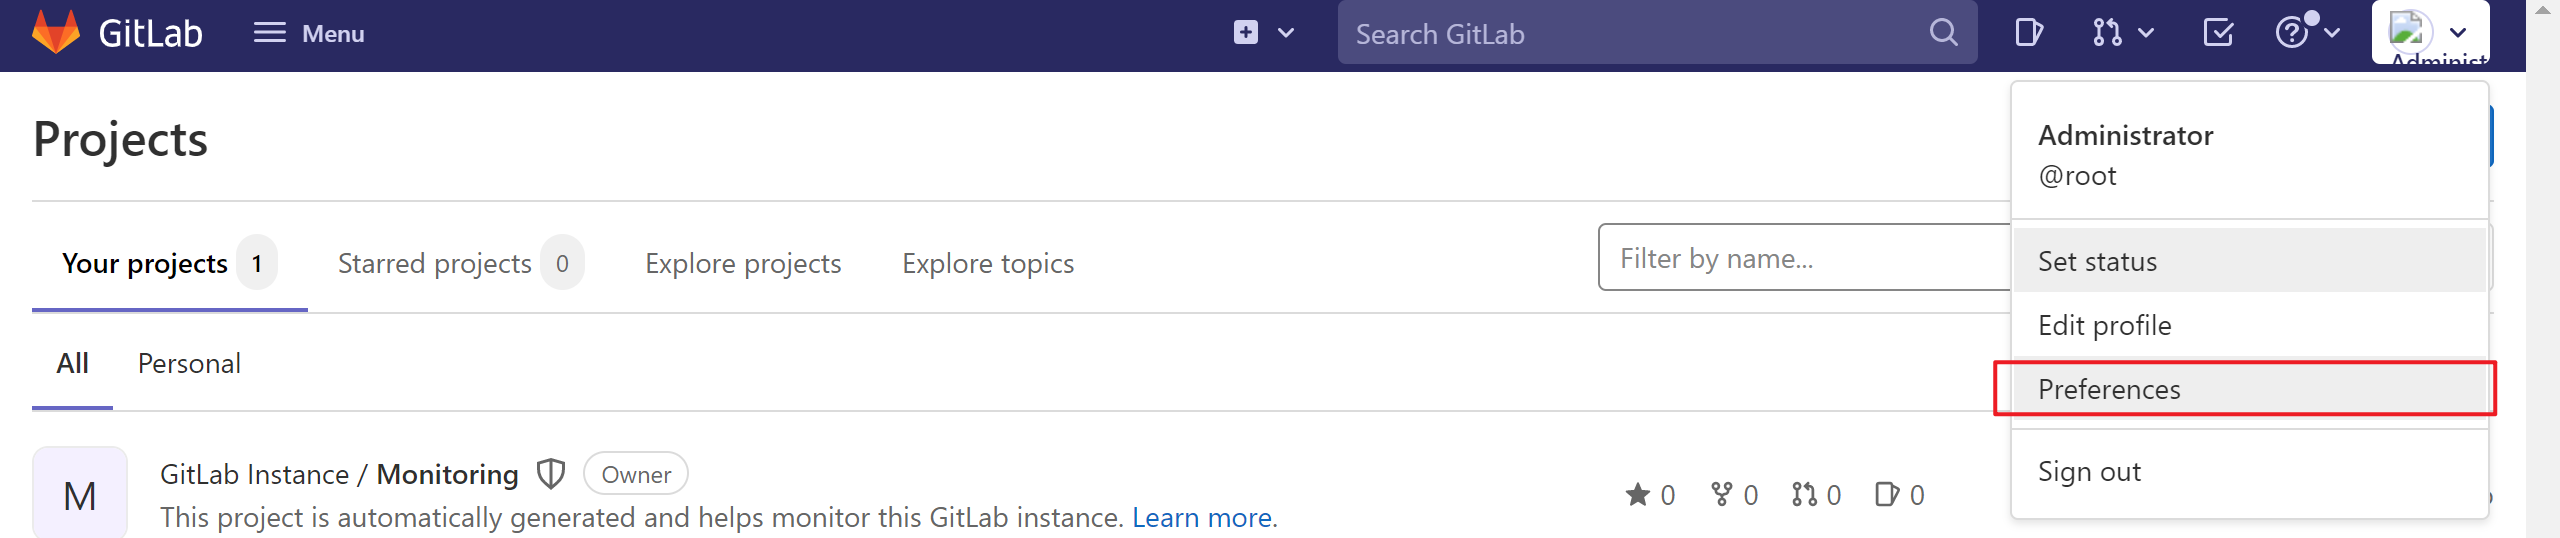 GitLab Menu Search GitLab Administ
Projects
Administrator
@root
Your projects 1 Starred projects 0 Explore projects Explore topics Filter by name...
Set status
Edit profile
All Personal
Preferences
Sign out
M GitLab Instance / Monitoring Owner
This project is automatically generated and helps monitor this GitLab instance. Learn more.
0 0 0 0